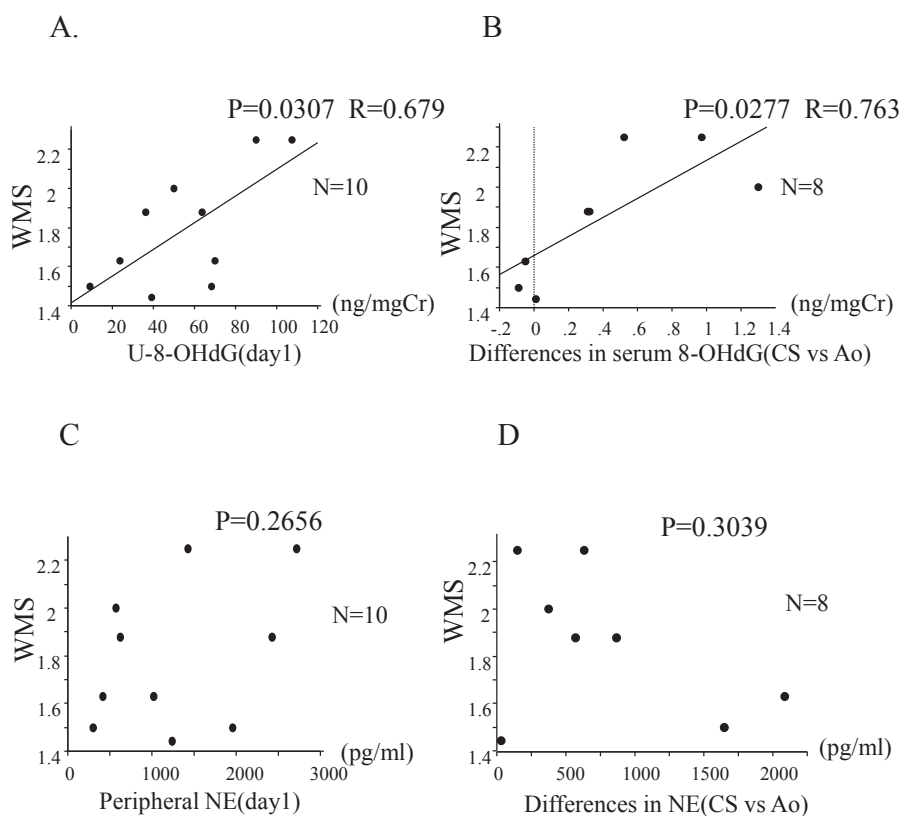 A.
P=0.0307 R=0.679
2.2
2
1.8
1.6
1.4
WMS
N=10
0 20 40 60 80 100 120
(ng/mgCr)
U-8-OHdG(day1)
B
P=0.0277 R=0.763
2.2
2
1.8
1.6
1.4
WMS
N=8
-.2 0 .2 .4 .6 .8 1 1.2 1.4
(ng/mgCr)
Differences in serum 8-OHdG(CS vs Ao)
C
P=0.2656
2.2
2
1.8
1.6
1.4
WMS
N=10
0 1000 2000 3000
(pg/ml)
Peripheral NE(day1)
D
P=0.3039
2.2
2
1.8
1.6
1.4
WMS
N=8
0 500 1000 1500 2000
(pg/ml)
Differences in NE(CS vs Ao)